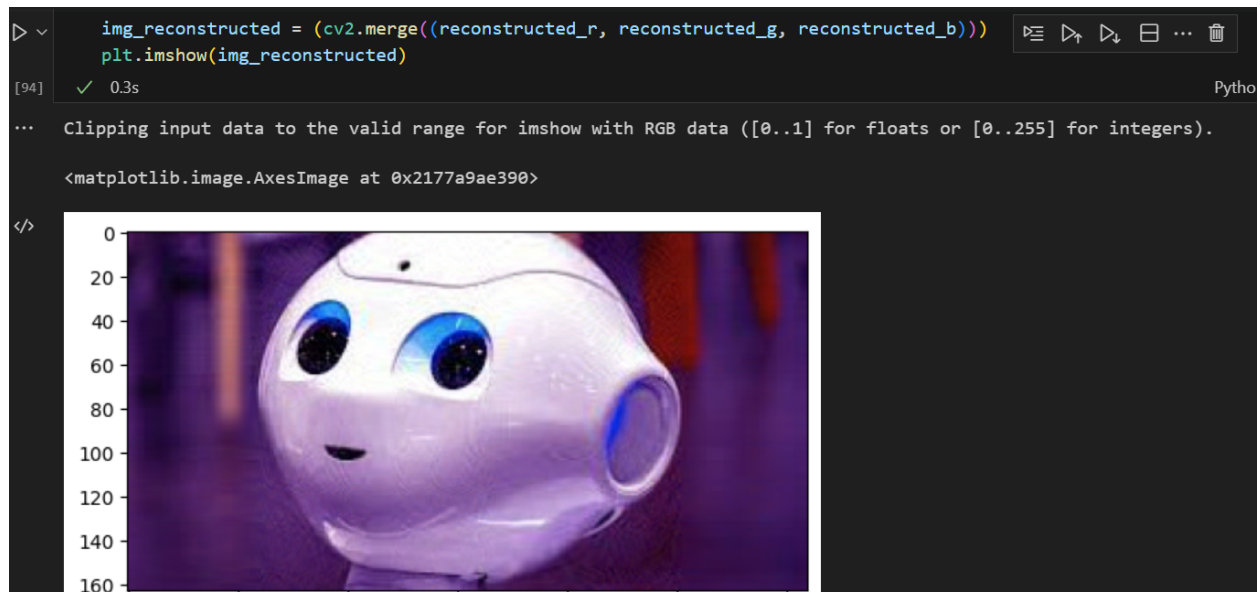 img_reconstructed = (cv2.merge((reconstructed_r, reconstructed_g, reconstructed_b)))
plt.imshow(img_reconstructed)
[94]
0.3s
Pytho
Clipping input data to the valid range for imshow with RGB data ([0..1] for floats or [0..255] for integers).
<matplotlib.image.AxesImage at 0x2177a9ae390>
0
20
40
60
80
100
120
140
160